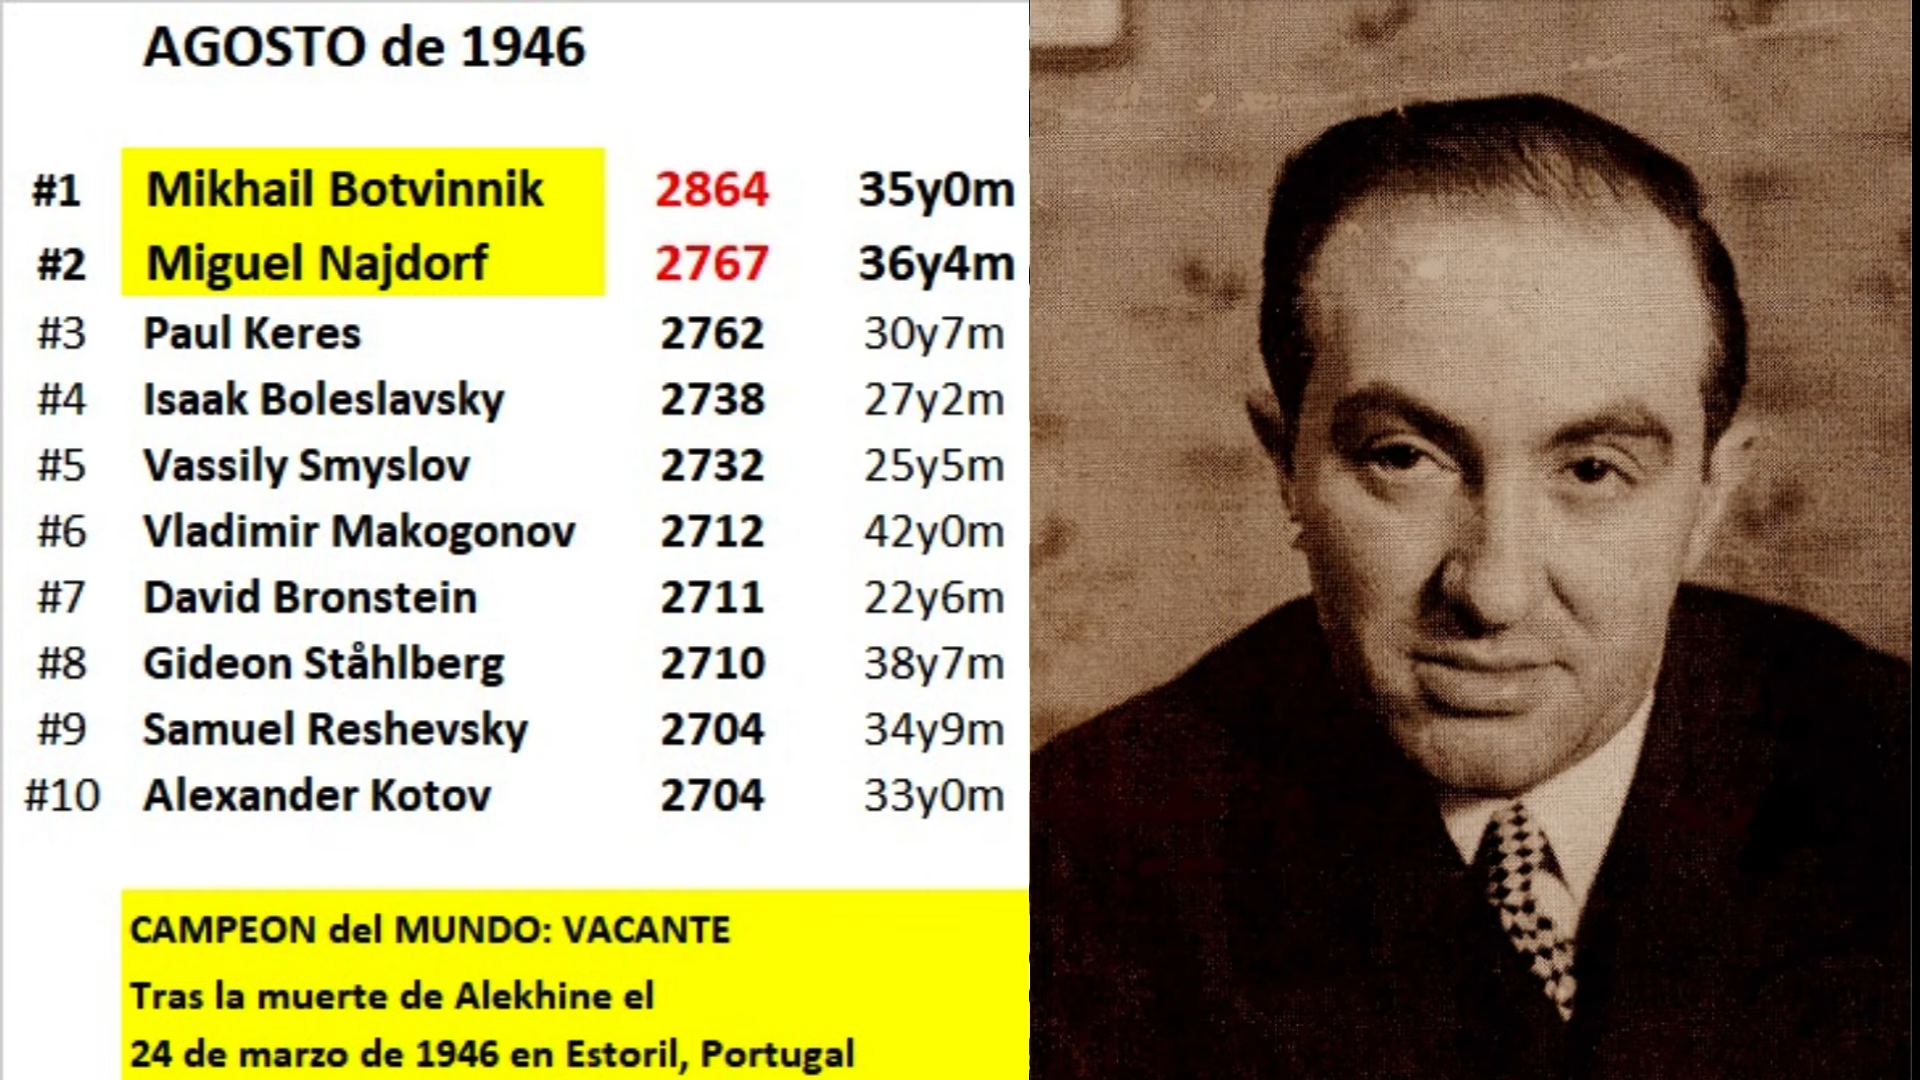 AGOSTO de 1946
#1 Mikhail Botvinnik 2864 35y0m
#2 Miguel Najdorf 2767 36y4m
#3 Paul Keres 2762 30y7m
#4 Isaak Boleslavsky 2738 27y2m
#5 Vassily Smyslov 2732 25y5m
#6 Vladimir Makogonov 2712 42y0m
#7 David Bronstein 2711 22y6m
#8 Gideon Ståhlberg 2710 38y7m
#9 Samuel Reshevsky 2704 34y9m
#10 Alexander Kotov 2704 33y0m
CAMPEON del MUNDO: VACANTE
Tras la muerte de Alekhine el
24 de marzo de 1946 en Estoril, Portugal